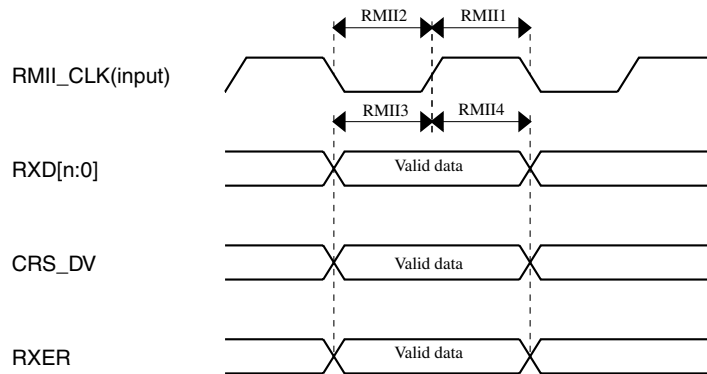 RMII2 RMII1
RMII_CLK(input)
RMII3 RMII4
RXD[n:0] Valid data
CRS_DV Valid data
RXER Valid data